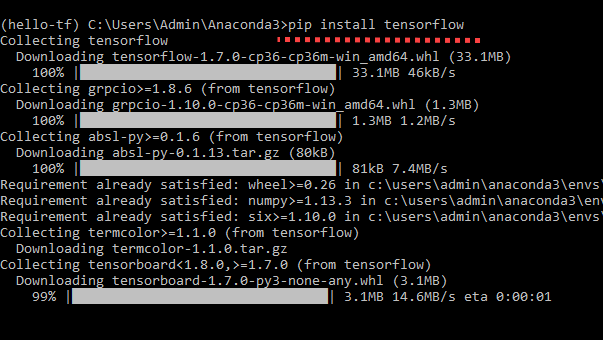 (hello-tf) C:\Users\Admin\Anaconda3>pip install tensorflow
Collecting tensorflow
Downloading tensorflow-1.7.0-cp36-cp36m-win_amd64.whl (33.1MB)
100% | | 33.1MB 46kB/s
Collecting grpcio>=1.8.6 (from tensorflow)
Downloading grpcio-1.10.0-cp36-cp36m-win_amd64.whl (1.3MB)
100% | | 1.3MB 1.2MB/s
Collecting absl-py>=0.1.6 (from tensorflow)
Downloading absl-py-0.1.13.tar.gz (80kB)
100% | | 81kB 7.4MB/s
Requirement already satisfied: wheel>=0.26 in c:\users\admin\anaconda3\envs\
Requirement already satisfied: numpy>=1.13.3 in c:\users\admin\anaconda3\env
Requirement already satisfied: six>=1.10.0 in c:\users\admin\anaconda3\envs\
Collecting termcolor>=1.1.0 (from tensorflow)
Downloading termcolor-1.1.0.tar.gz
Collecting tensorboard<1.8.0,>=1.7.0 (from tensorflow)
Downloading tensorboard-1.7.0-py3-none-any.whl (3.1MB)
99% | | 3.1MB 14.6MB/s eta 0:00:01